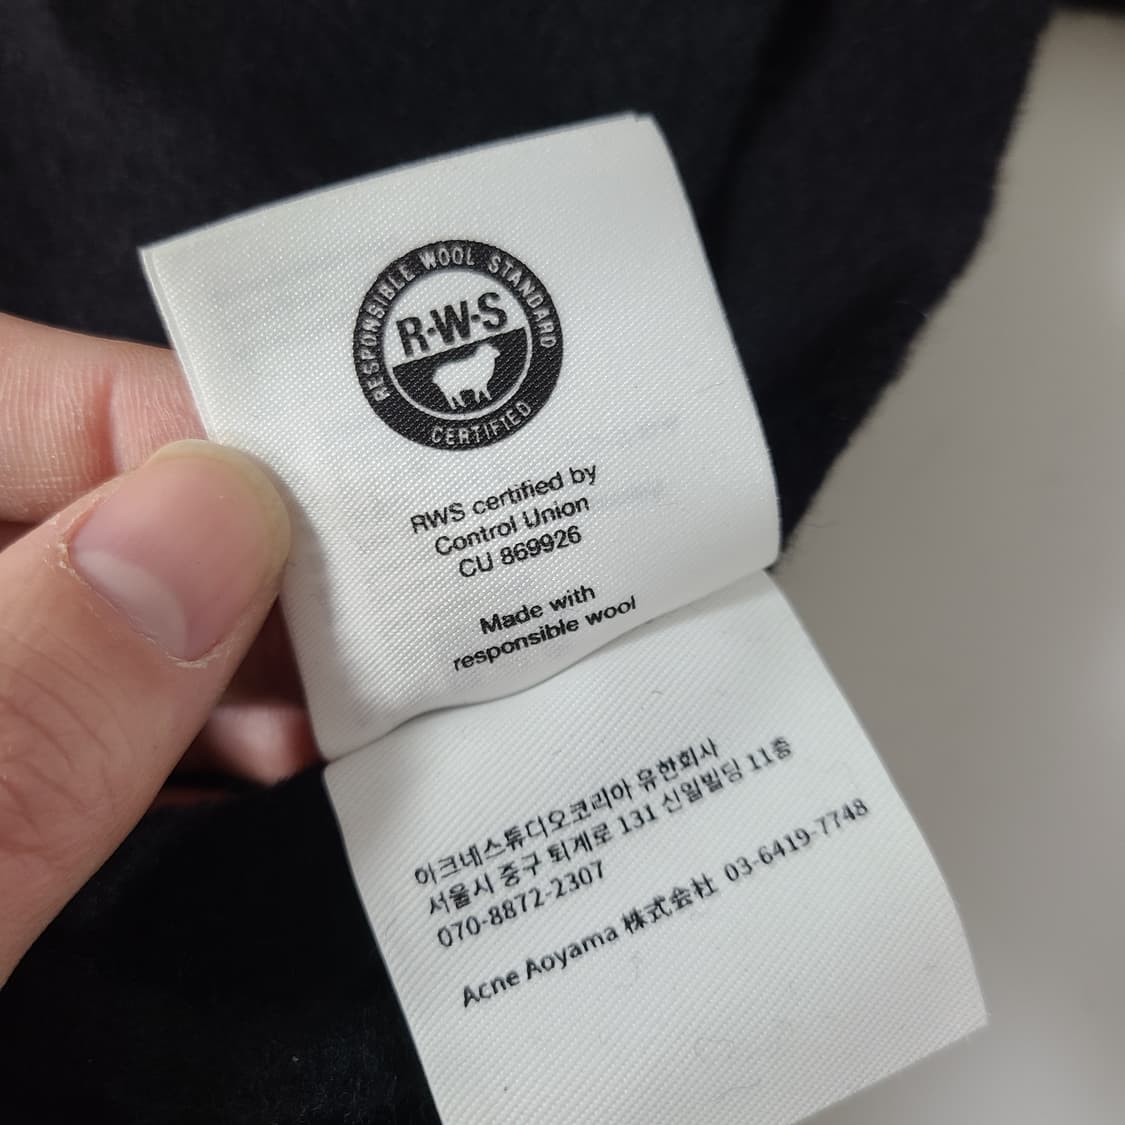 RESPONSIBLE WOOL STANDARD
R·W·S
CERTIFIED
RWS certified by
Control Union
CU 869926
Made with
responsible wool
아크네스튜디오코리아 유한회사
서울시 중구 퇴계로 131 신일빌딩 11층
070-8872-2307
Acne Aoyama 株式会社 03-6419-7748